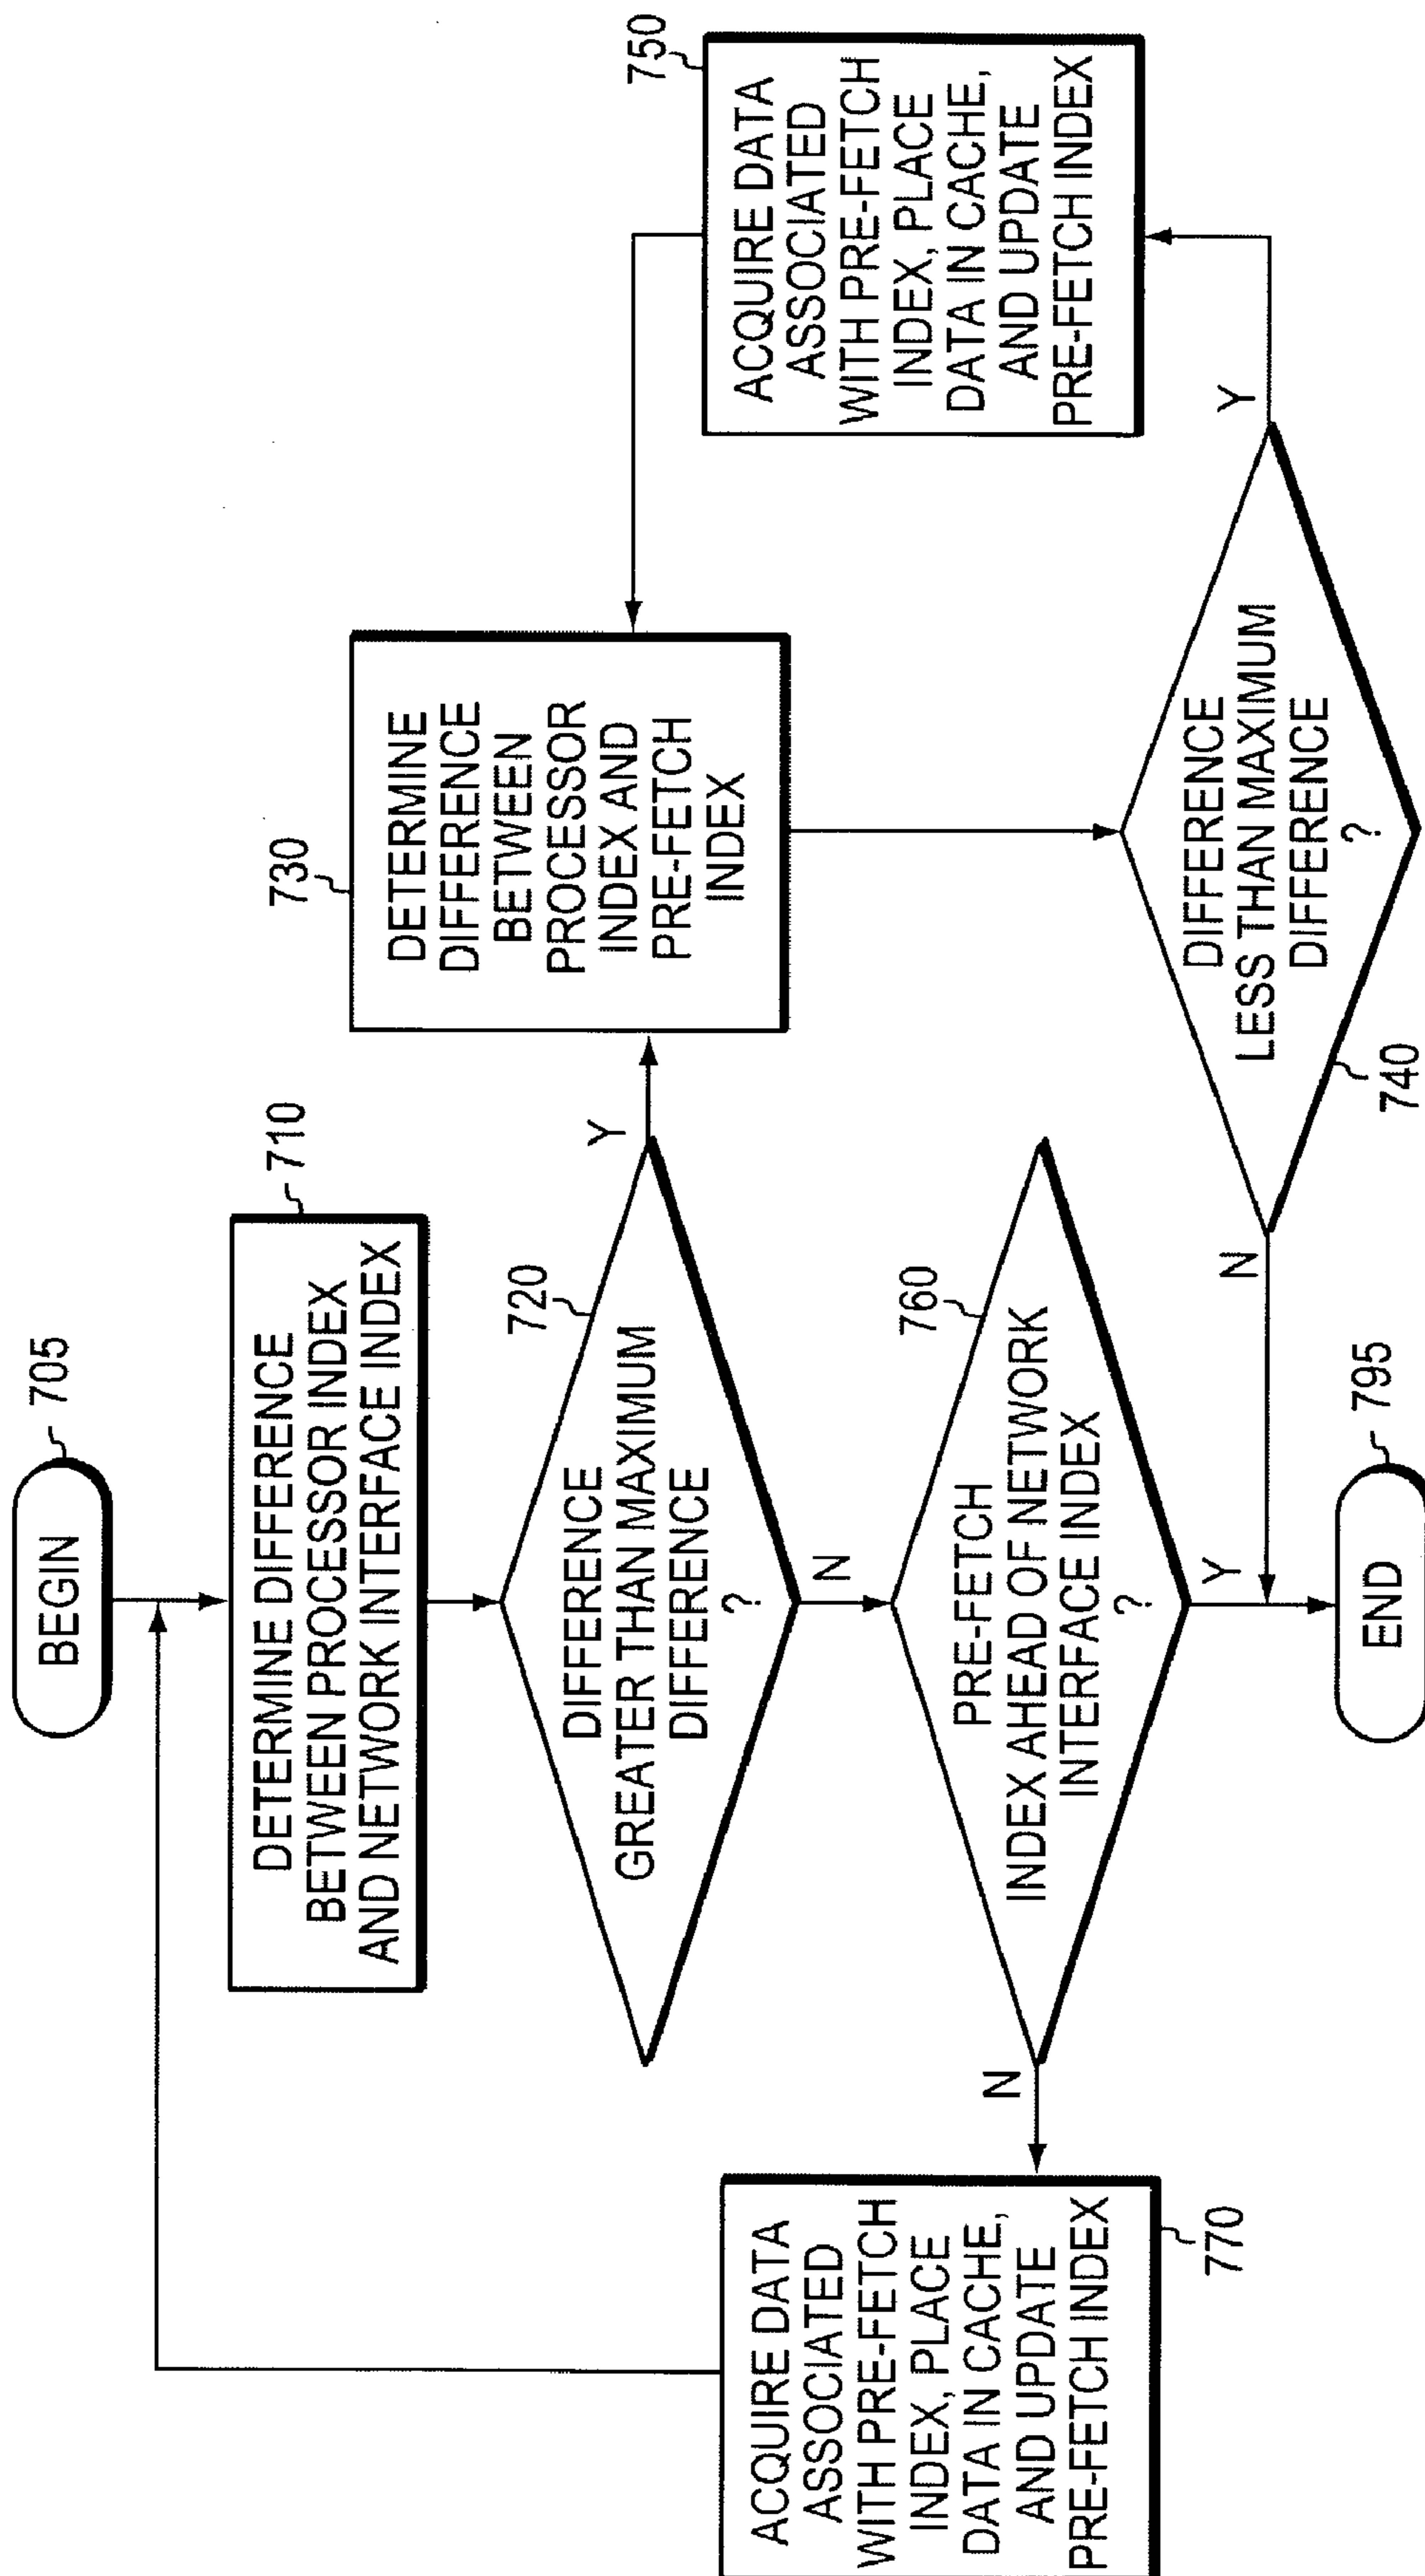 BEGIN
705
DETERMINE DIFFERENCE
BETWEEN PROCESSOR INDEX
AND NETWORK INTERFACE INDEX
710
DIFFERENCE
GREATER THAN MAXIMUM
DIFFERENCE
?
720
Y
N
DETERMINE
DIFFERENCE
BETWEEN
PROCESSOR
INDEX AND
PRE-FETCH
INDEX
730
DIFFERENCE
LESS THAN MAXIMUM
DIFFERENCE
?
740
Y
N
ACQUIRE DATA
ASSOCIATED
WITH PRE-FETCH
INDEX, PLACE
DATA IN CACHE,
AND UPDATE
PRE-FETCH INDEX
750
PRE-FETCH
INDEX AHEAD OF NETWORK
INTERFACE INDEX
?
760
N
Y
ACQUIRE DATA
ASSOCIATED
WITH PRE-FETCH
INDEX, PLACE
DATA IN CACHE,
AND UPDATE
PRE-FETCH INDEX
770
END
795